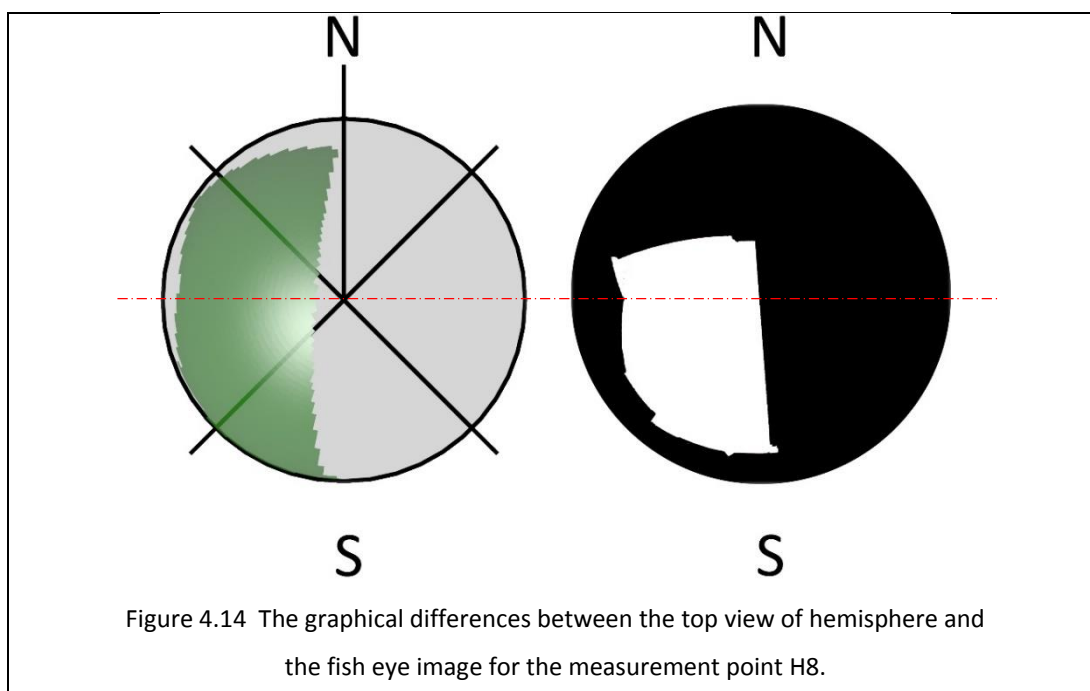 N N
S S
Figure 4.14 The graphical differences between the top view of hemisphere and
the fish eye image for the measurement point H8.